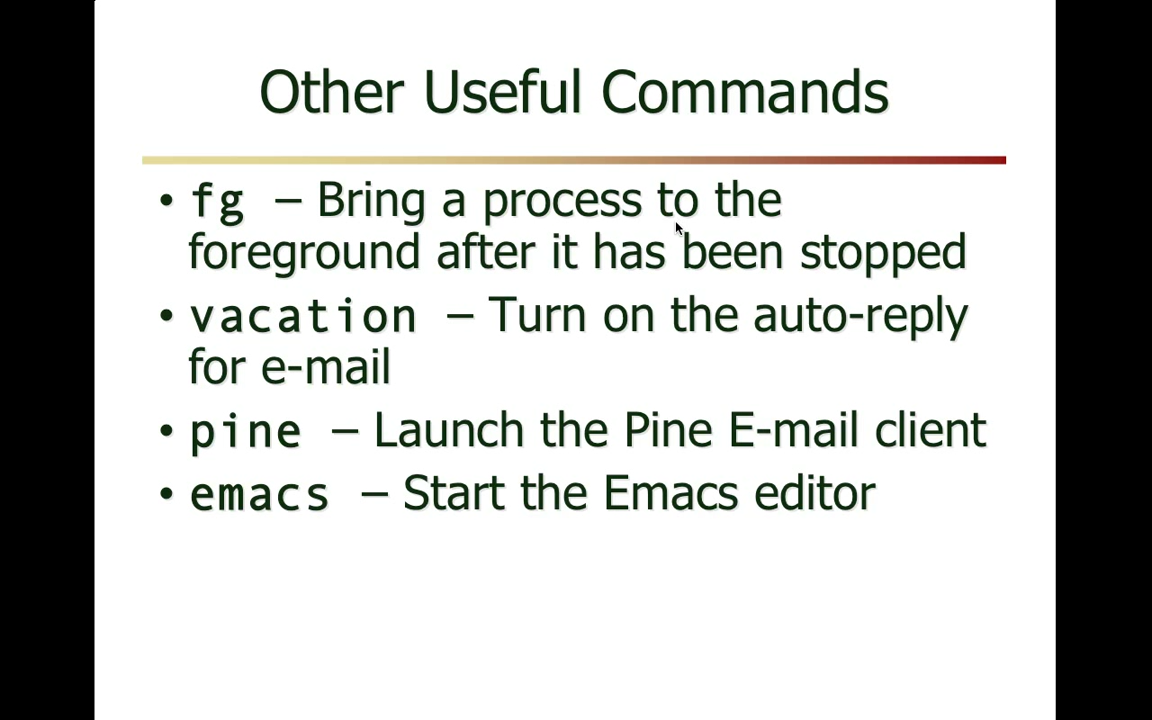 Other Useful Commands
• fg – Bring a process to the
foreground after it has been stopped
• vacation – Turn on the auto-reply
for e-mail
• pine – Launch the Pine E-mail client
• emacs – Start the Emacs editor